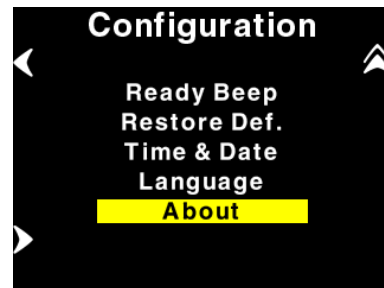 Configuration
Ready Beep
Restore Def.
Time & Date
Language
About